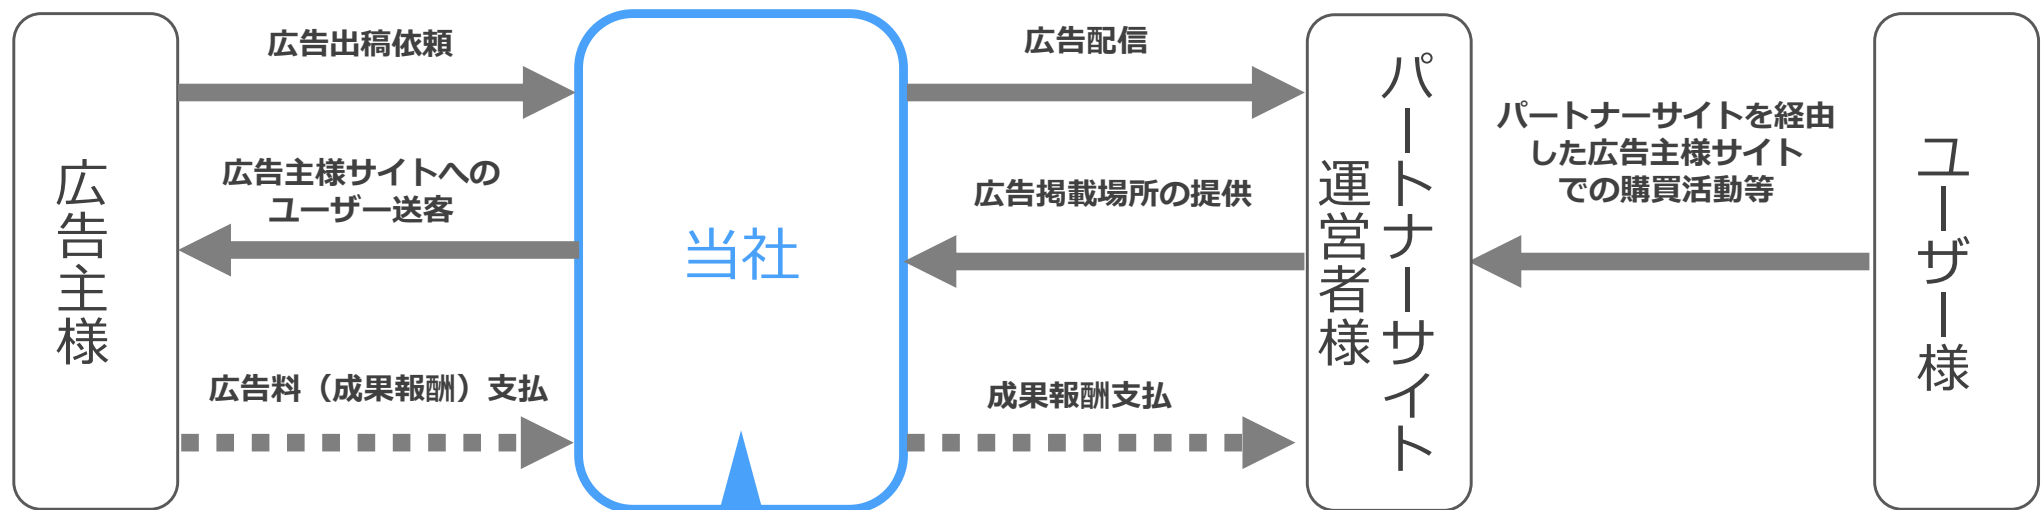 広告主様
広告出稿依頼
広告主様サイトへの
ユーザー送客
広告料（成果報酬）支払
当社
広告配信
広告掲載場所の提供
成果報酬支払
パートナーサイト
運営者様
パートナーサイトを経由
した広告主様サイト
での購買活動等
ユーザー様